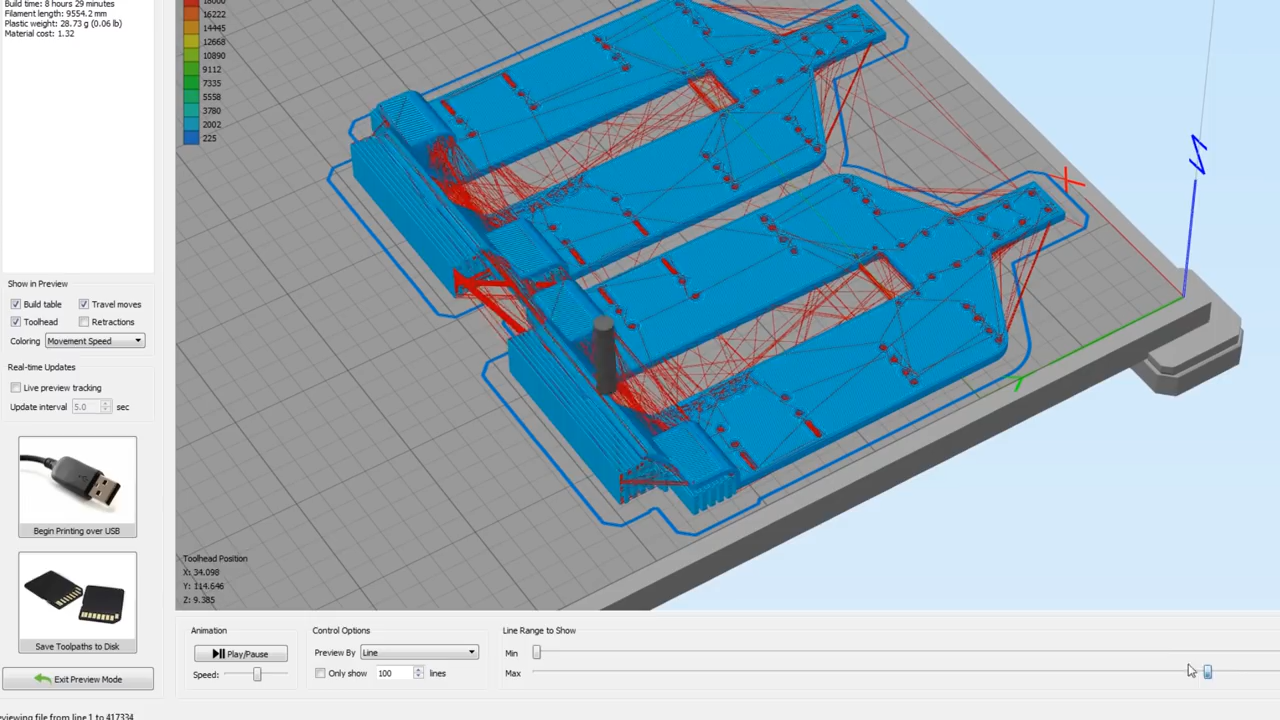 Build time: 8 hours 29 minutes
Filament length: 9554.2 mm
Plastic weight: 28.73 g (0.06 lb)
Material cost: 1.32
18000
16222
14445
12668
10890
9112
7335
5558
3780
2002
225
Show in Preview
Build table
Travel moves
Toolhead
Retractions
Coloring
Movement Speed
Real-time Updates
Live preview tracking
Update interval
5.0
sec
Begin Printing over USB
Save Toolpaths to Disk
Exit Preview Mode
Toolhead Position
X: 34.098
Y: 114.646
Z: 9.385
Animation
Play/Pause
Speed:
Control Options
Preview By
Line
Only show
100
lines
Line Range to Show
Min
Max
eviewing file from line 1 to 417334
X
Y
Z